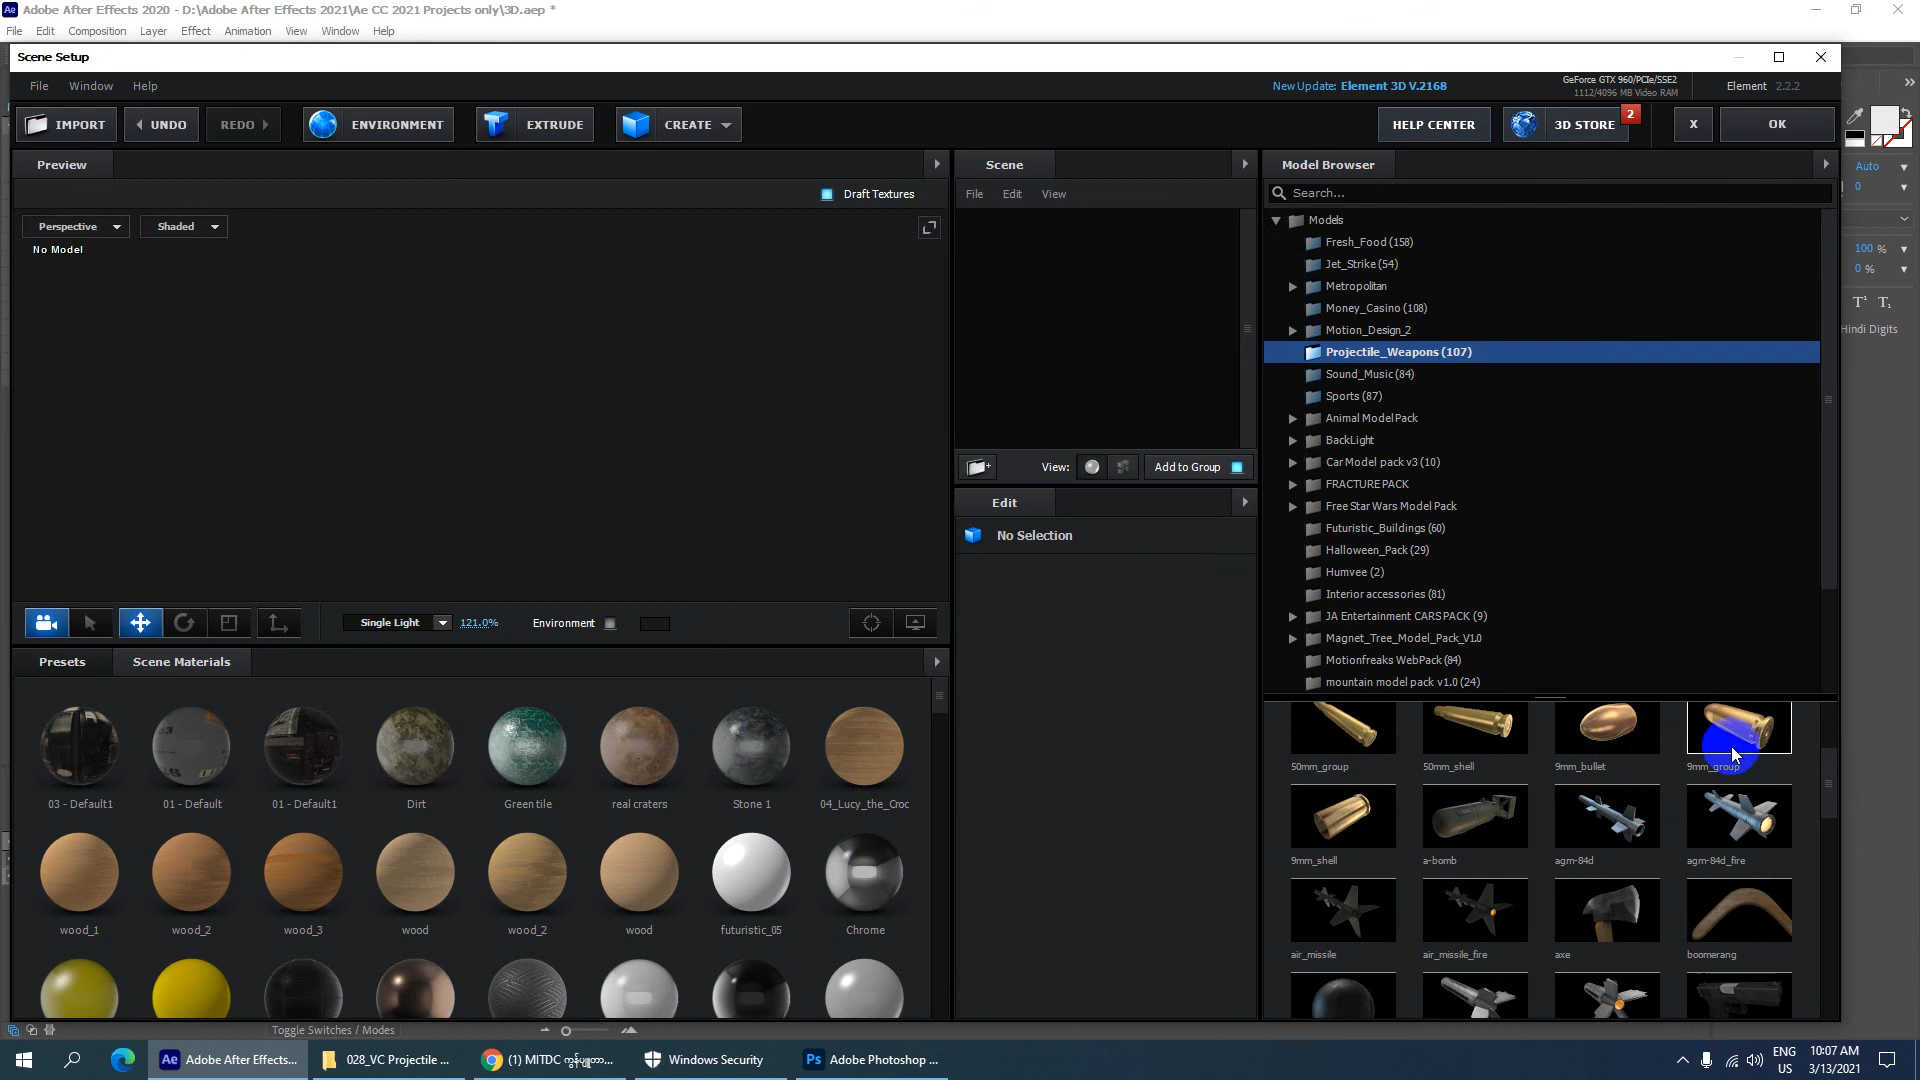 Adobe After Effects 2020 - D:\Adobe After Effects 2021\Ae CC 2021 Projects only\3D.aep *
File Edit Composition Layer Effect Animation View Window Help
Scene Setup
File Window Help
New Update: Element 3D V.2168
GeForce GTX 960/PCIe/SSE2
1112/4096 MB Video RAM
Element 2.2.2
IMPORT UNDO REDO ENVIRONMENT EXTRUDE CREATE HELP CENTER 3D STORE 2 X OK
Preview
Draft Textures
Perspective Shaded
No Model
Scene
File Edit View
View: Add to Group
Edit
No Selection
Model Browser
Search...
Models
Fresh_Food (158)
Jet_Strike (54)
Metropolitan
Money_Casino (108)
Motion_Design_2
Projectile_Weapons (107)
Sound_Music (84)
Sports (87)
Animal Model Pack
BackLight
Car Model pack v3 (10)
FRACTURE PACK
Free Star Wars Model Pack
Futuristic_Buildings (60)
Halloween_Pack (29)
Humvee (2)
Interior accessories (81)
JA Entertainment CARS PACK (9)
Magnet_Tree_Model_Pack_V1.0
Motionfreaks WebPack (84)
mountain model pack v1.0 (24)
50mm_group 50mm_shell 9mm_bullet 9mm_group
9mm_shell a-bomb agm-84d agm-84d_fire
air_missile air_missile_fire axe boomerang
Auto
0
100 %
0 %
Hindi Digits
Single Light 121.0% Environment
Presets Scene Materials
03 - Default1 01 - Default 01 - Default1 Dirt Green tile real craters Stone 1 04_Lucy_the_Croc
wood_1 wood_2 wood_3 wood wood_2 wood futuristic_05 Chrome
Toggle Switches / Modes
Ae Adobe After Effects... 028_VC Projectile ... (1) MITDC ကွန်ပျူတာ... Windows Security Ps Adobe Photoshop ...
ENG
US
10:07 AM
3/13/2021